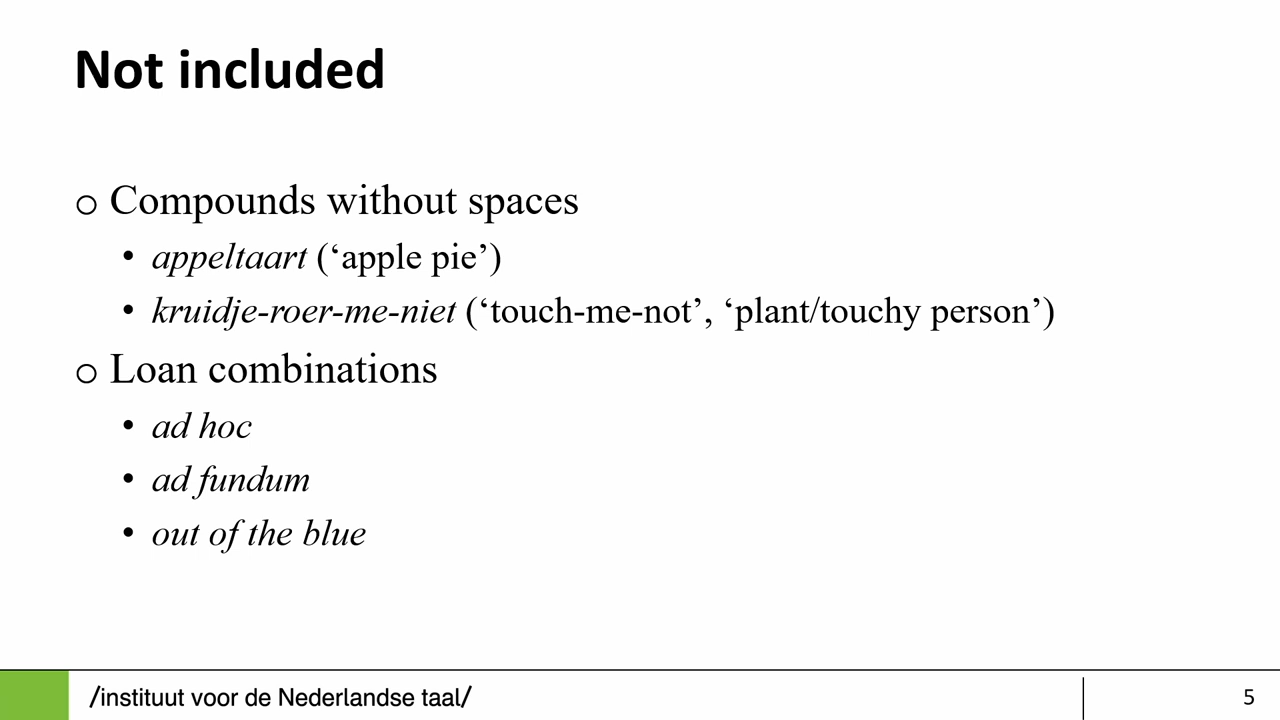 Not included
o Compounds without spaces
• appeltaart (‘apple pie’)
• kruidje-roer-me-niet (‘touch-me-not’, ‘plant/touchy person’)
o Loan combinations
• ad hoc
• ad fundum
• out of the blue
/instituut voor de Nederlandse taal/
5